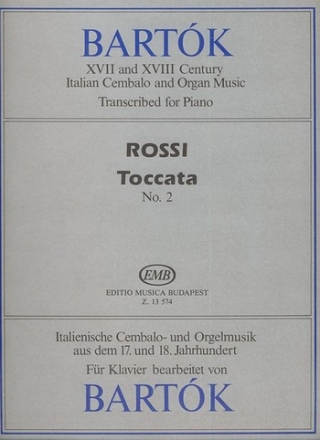 BARTÓK
XVII and XVIII Century
Italian Cembalo and Organ Music
Transcribed for Piano
ROSSI
Toccata
No. 2
EMB
EDITIO MUSICA BUDAPEST
Z. 13 574
Italienische Cembalo- und Orgelmusik
aus dem 17. und 18. Jahrhundert
Für Klavier bearbeitet von
BARTÓK